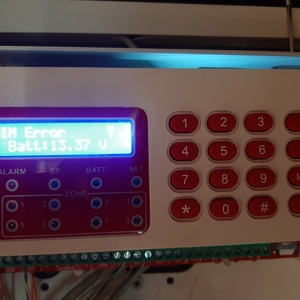 IM Error
Batt:13.37 V
ALARM SP BATT NET
ZONE
1 2 3
4 5 6
7 8 9
* 0 #